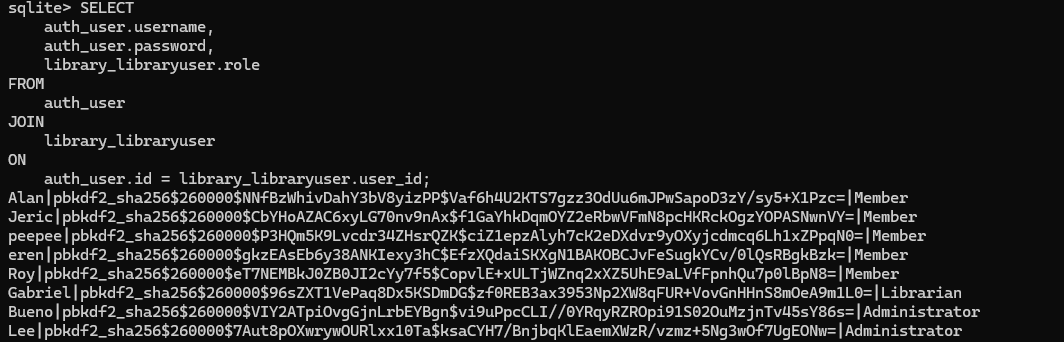 sqlite> SELECT
auth_user.username,
auth_user.password,
library_libraryuser.role
FROM
auth_user
JOIN
library_libraryuser
ON
auth_user.id = library_libraryuser.user_id;
Alan|pbkdf2_sha256$260000$NNfBzWhivDahY3bV8yizPP$Vaf6h4U2KTS7gzz3OdUu6mJPwSapoD3zY/sy5+X1Pzc=|Member
Jeric|pbkdf2_sha256$260000$CbYHoAZAC6xyLG70nv9nAx$f1GaYhkDqmOYZ2eRbwVFmN8pcHKRckOgzYOPASNwnVY=|Member
peepee|pbkdf2_sha256$260000$P3HQm5K9Lvcdr34ZHsrQZK$ciZ1epzAlyh7cK2eDXdvr9yOXyjcdmcq6Lh1xZPpqN0=|Member
eren|pbkdf2_sha256$260000$gkzEAsEb6y38ANKIexy3hC$EfzXQdaiSKXgN1BAKOBCJvFeSugkYCv/0lQsRBgkBzk=|Member
Roy|pbkdf2_sha256$260000$eT7NEMBkJ0ZB0JI2cYy7f5$CopvlE+xULTjWZnq2xXZ5UhE9aLVfFpnhQu7p0lBpN8=|Member
Gabriel|pbkdf2_sha256$260000$96sZXT1VePaq8Dx5KSDmDG$zf0REB3ax3953Np2XW8qFUR+VovGnHHnS8mOeA9m1L0=|Librarian
Bueno|pbkdf2_sha256$260000$VIY2ATpiOvgGjnLrbEYBgn$vi9uPpcCLI//0YRqyRZROpi91S02OuMzjnTv45sY86s=|Administrator
Lee|pbkdf2_sha256$260000$7Aut8pOXwrywOURlxx10Ta$ksaCYH7/BnjbqKlEaemXWzR/vzmz+5Ng3wOf7UgEONw=|Administrator